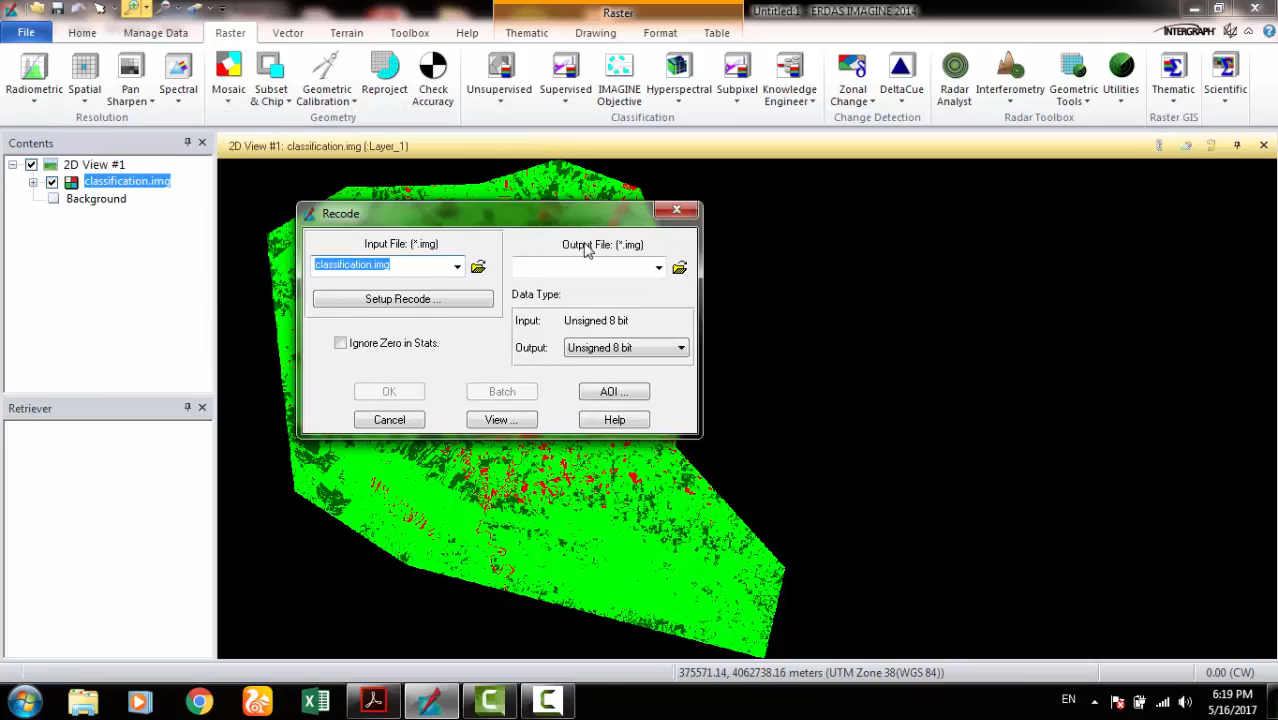 Raster
Untitled:1 - ERDAS IMAGINE 2014
File Home Manage Data Raster Vector Terrain Toolbox Help Thematic Drawing Format Table
INTERGRAPH
Radiometric Spatial Pan Sharpen Spectral Mosaic Subset & Chip Geometric Calibration Reproject Check Accuracy Unsupervised Supervised IMAGINE Objective Hyperspectral Subpixel Knowledge Engineer Zonal Change DeltaCue Radar Analyst Interferometry Geometric Tools Utilities Thematic Scientific
Resolution Geometry Classification Change Detection Radar Toolbox Raster GIS
Contents
2D View #1: classification.img (:Layer_1)
2D View #1
classification.img
Background
Recode
Input File: (*.img)
Output File: (*.img)
classification.img
Setup Recode ...
Data Type:
Input: Unsigned 8 bit
Ignore Zero in Stats.
Output: Unsigned 8 bit
OK Batch AOI ...
Cancel View ... Help
Retriever
375571.14, 4062738.16 meters (UTM Zone 38(WGS 84))
0.00 (CW)
EN
6:19 PM
5/16/2017